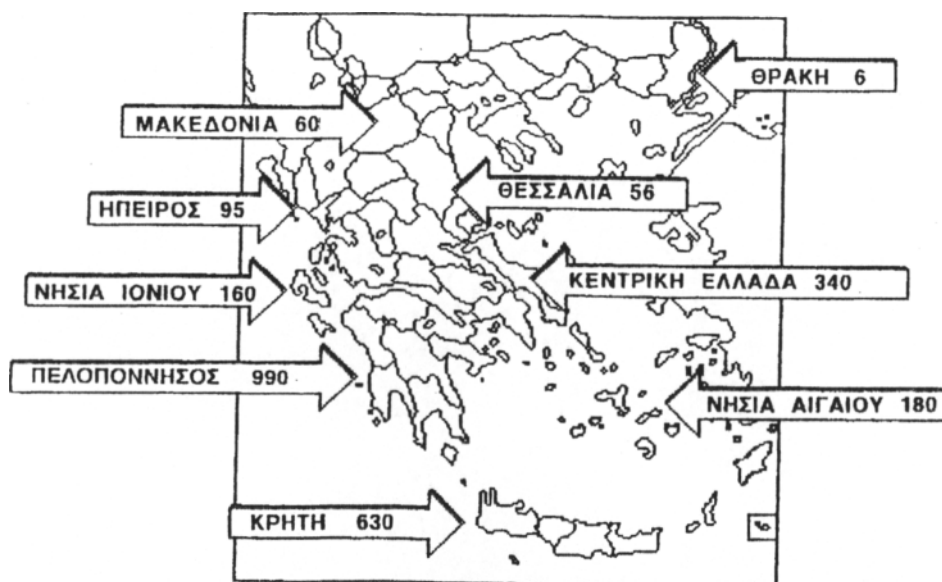 ΘΡΑΚΗ 6
ΜΑΚΕΔΟΝΙΑ 60
ΘΕΣΣΑΛΙΑ 56
ΗΠΕΙΡΟΣ 95
ΚΕΝΤΡΙΚΗ ΕΛΛΑΔΑ 340
ΝΗΣΙΑ ΙΟΝΙΟΥ 160
ΠΕΛΟΠΟΝΝΗΣΟΣ 990
ΝΗΣΙΑ ΑΙΓΑΙΟΥ 180
ΚΡΗΤΗ 630